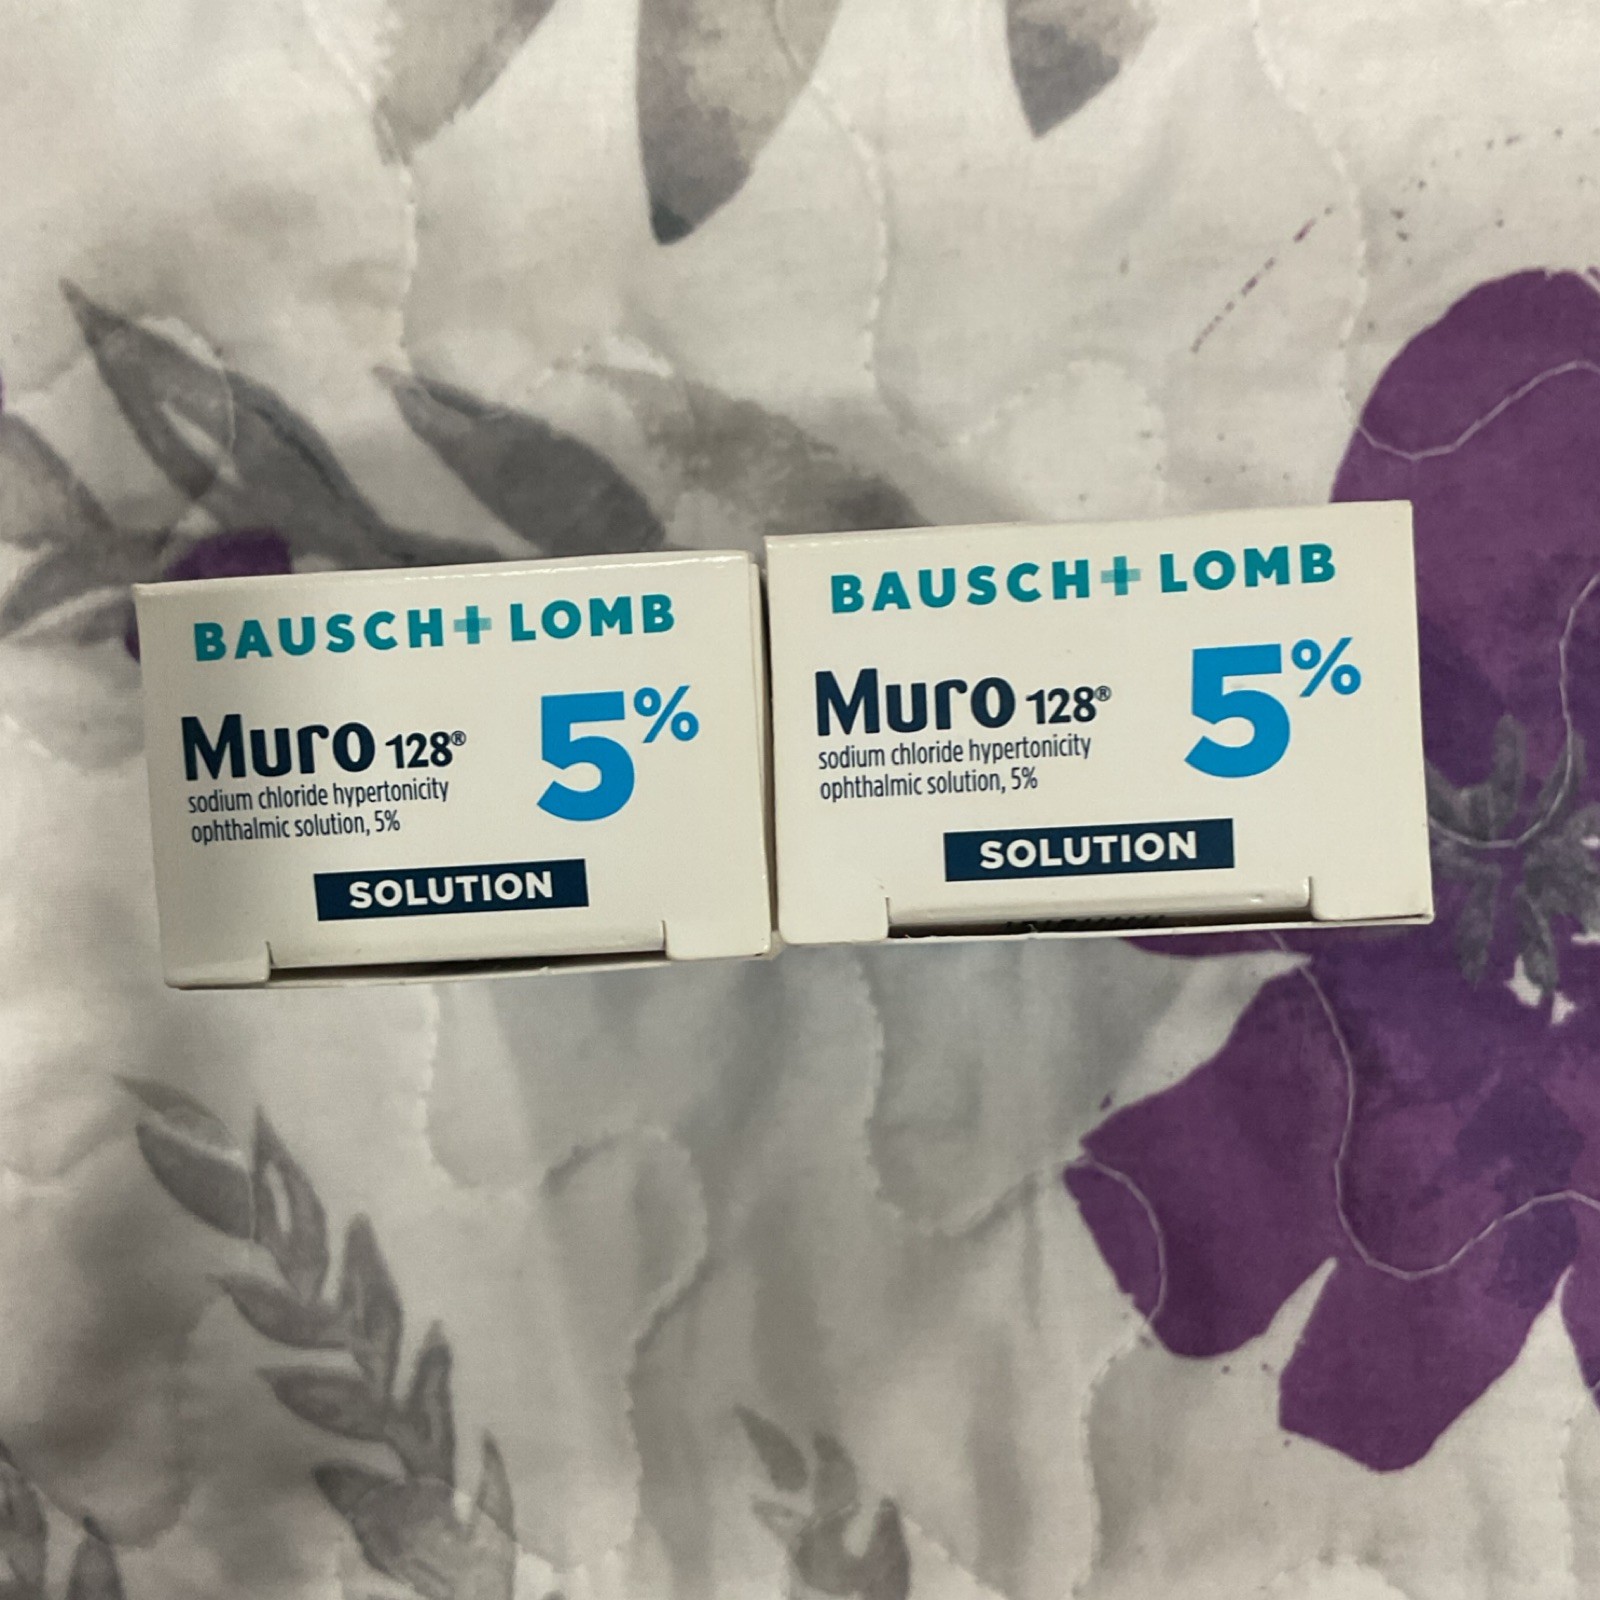 BAUSCH + LOMB
Muro 128® 5%
sodium chloride hypertonicity
ophthalmic solution, 5%
SOLUTION
BAUSCH + LOMB
Muro 128® 5%
sodium chloride hypertonicity
ophthalmic solution, 5%
SOLUTION